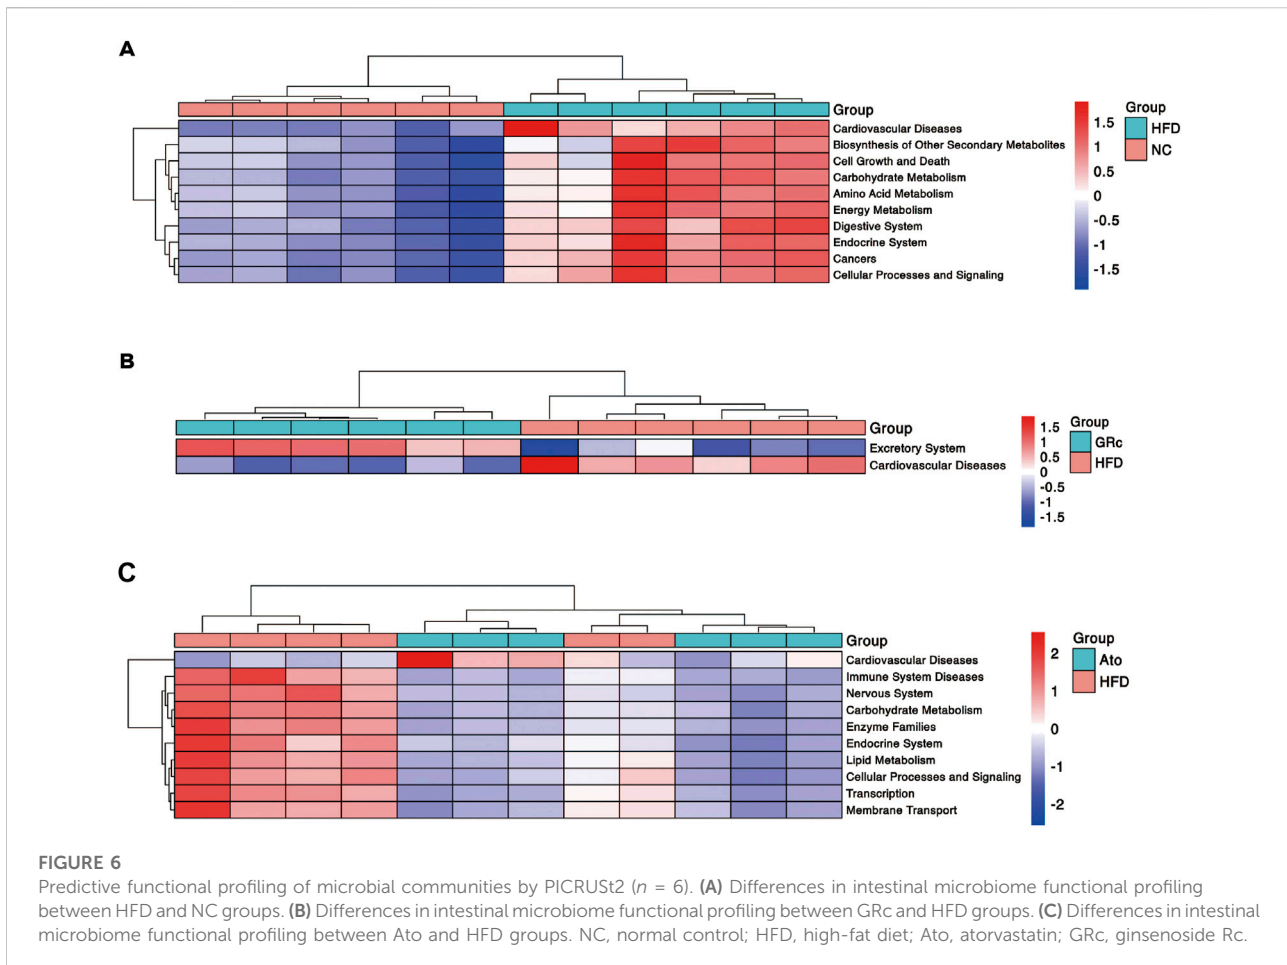 A
Group
Cardiovascular Diseases
Biosynthesis of Other Secondary Metabolites
Cell Growth and Death
Carbohydrate Metabolism
Amino Acid Metabolism
Energy Metabolism
Digestive System
Endocrine System
Cancers
Cellular Processes and Signaling
1.5
1
0.5
0
-0.5
-1
-1.5
Group
HFD
NC
B
Group
Excretory System
Cardiovascular Diseases
1.5
1
0.5
0
-0.5
-1
-1.5
Group
GRc
HFD
C
Group
Cardiovascular Diseases
Immune System Diseases
Nervous System
Carbohydrate Metabolism
Enzyme Families
Endocrine System
Lipid Metabolism
Cellular Processes and Signaling
Transcription
Membrane Transport
2
1
0
-1
-2
Group
Ato
HFD
FIGURE 6
Predictive functional profiling of microbial communities by PICRUSt2 (n = 6). (A) Differences in intestinal microbiome functional profiling
between HFD and NC groups. (B) Differences in intestinal microbiome functional profiling between GRc and HFD groups. (C) Differences in intestinal
microbiome functional profiling between Ato and HFD groups. NC, normal control; HFD, high-fat diet; Ato, atorvastatin; GRc, ginsenoside Rc.